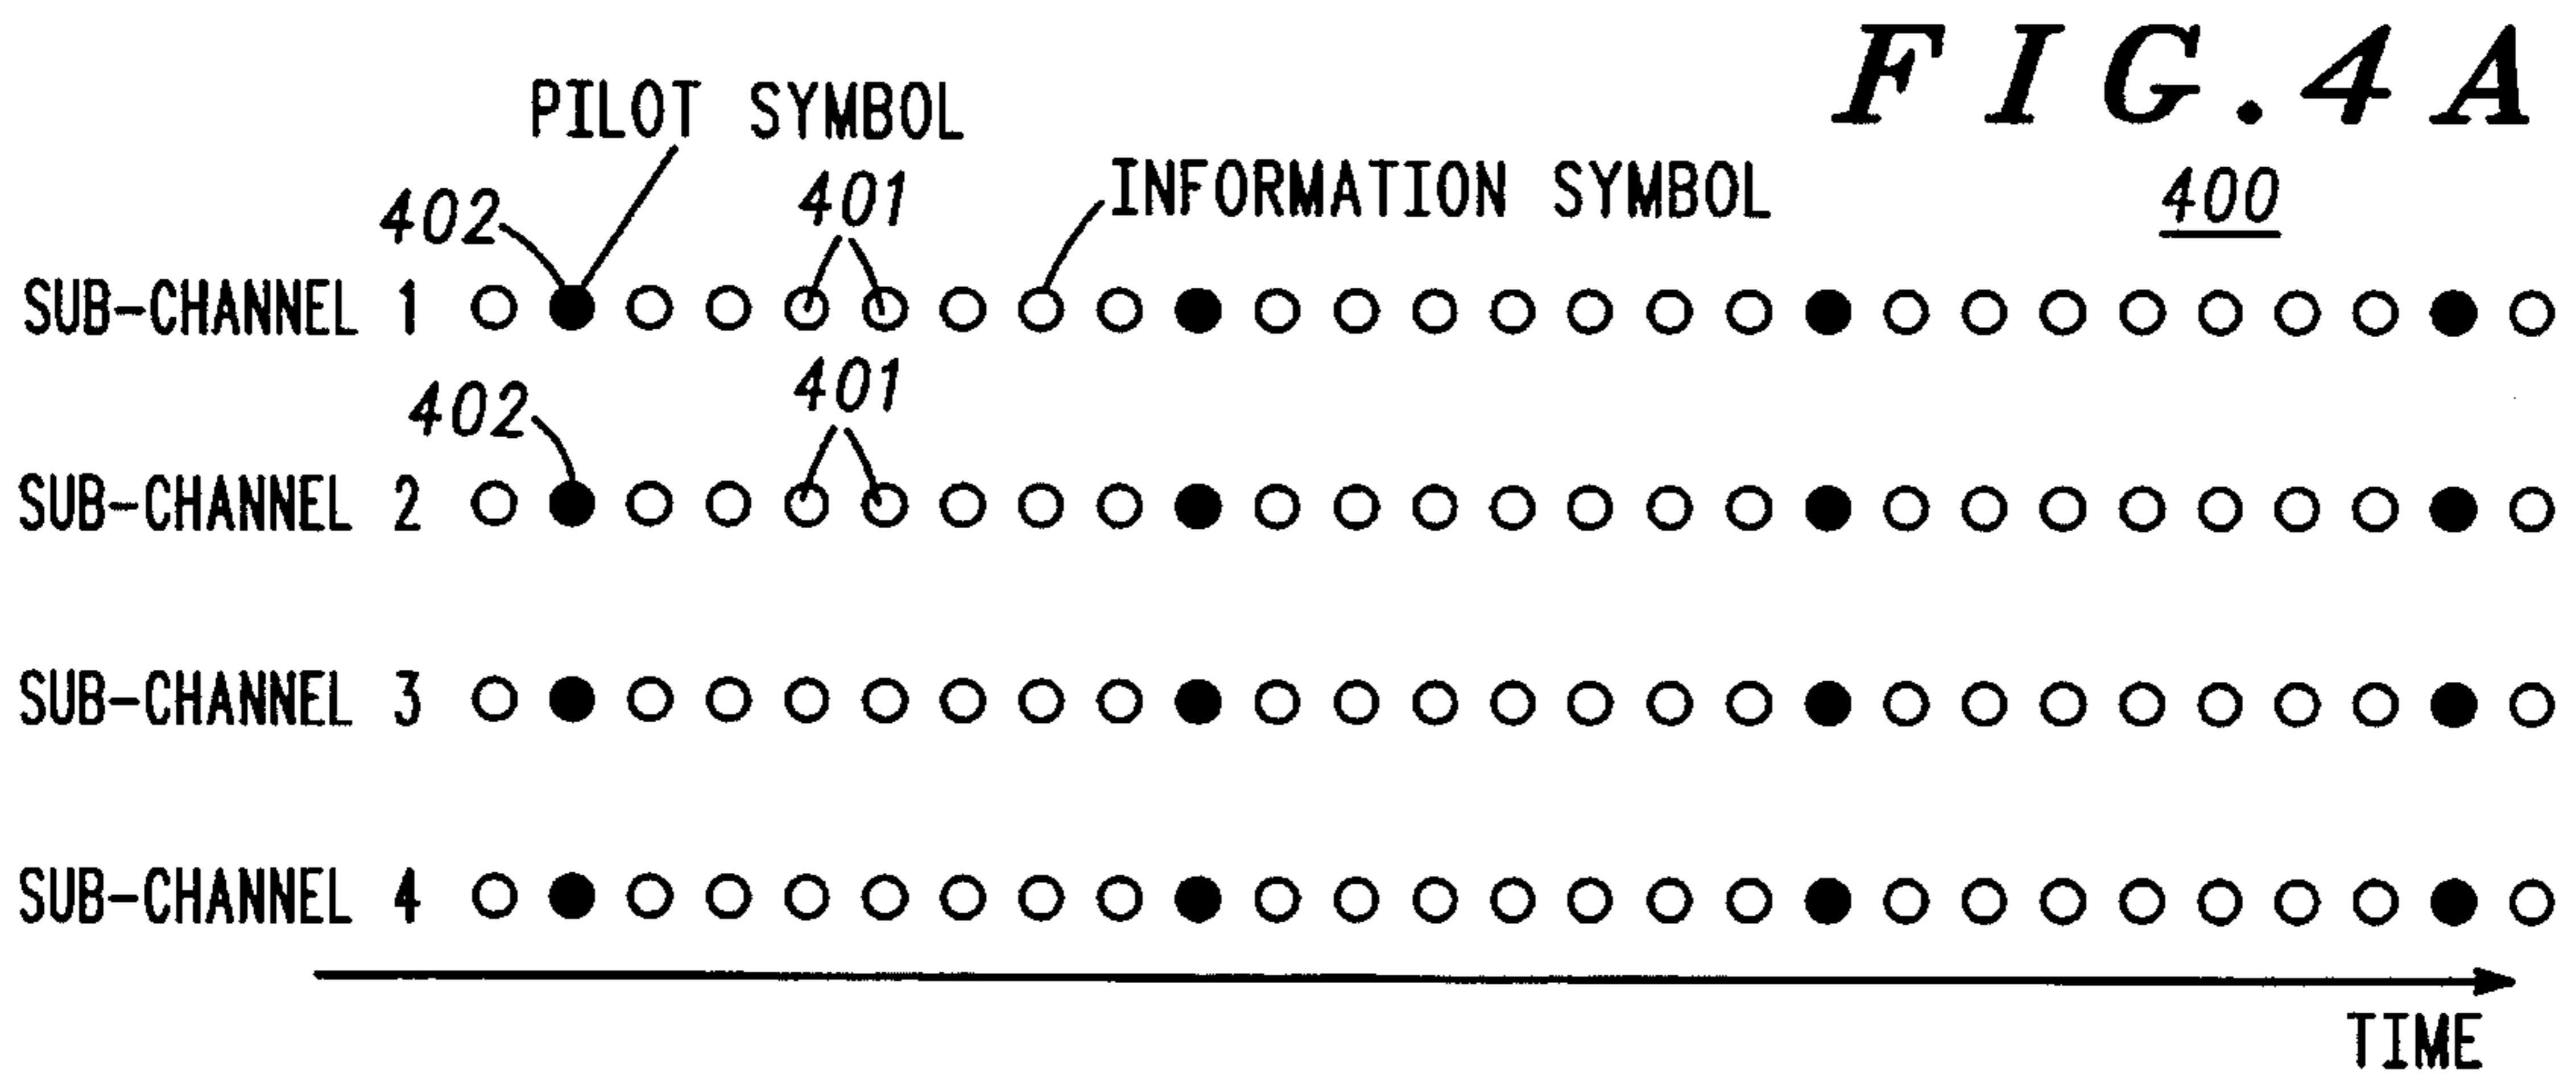 FIG. 4A
PILOT SYMBOL
INFORMATION SYMBOL
400
402
401
SUB-CHANNEL 1
402
401
SUB-CHANNEL 2
SUB-CHANNEL 3
SUB-CHANNEL 4
TIME